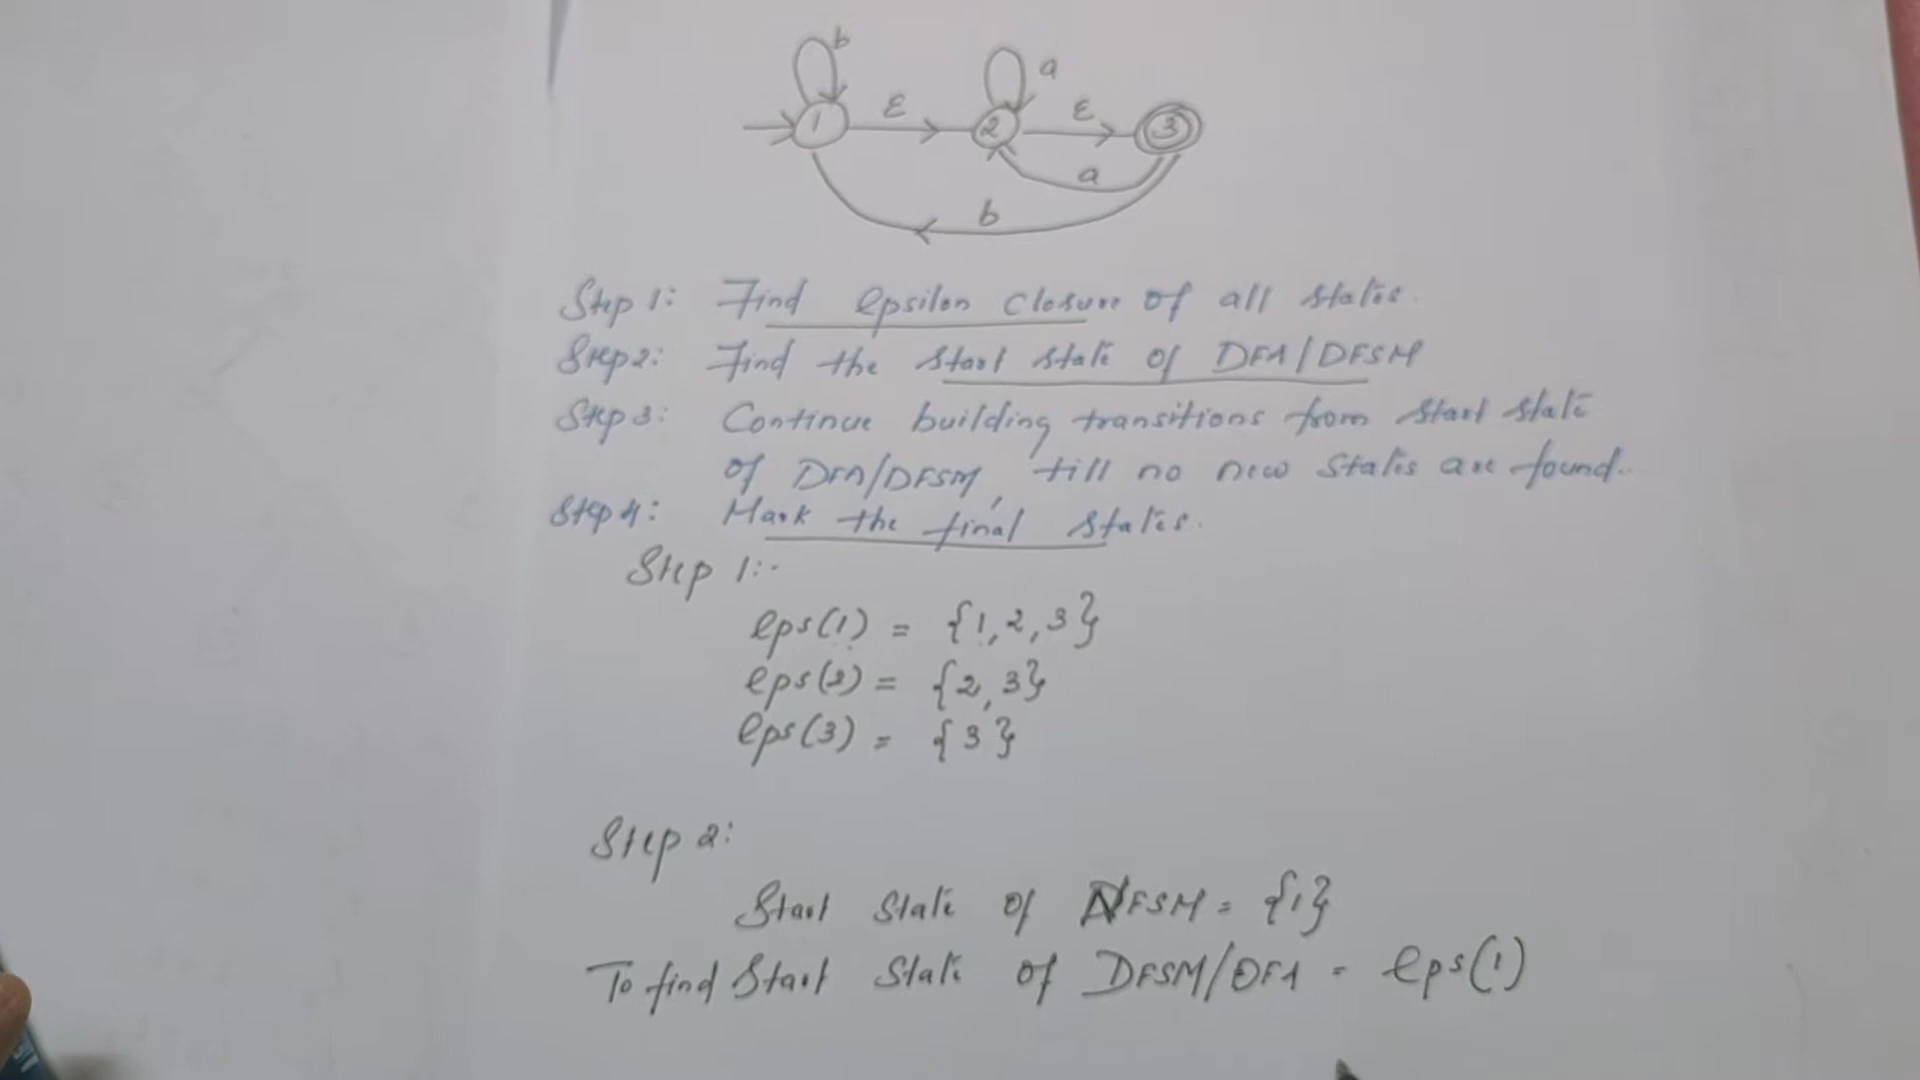 b
a
ε
ε
1
2
3
a
b
Step 1: Find epsilon closure of all states.
Step 2: Find the start state of DFA/DFSM
Step 3: Continue building transitions from start state
of DFA/DFSM, till no new states are found.
Step 4: Mark the final states.
Step 1:-
eps(1) = {1, 2, 3}
eps(2) = {2, 3}
eps(3) = {3}
Step 2:
Start State of NFSM = {1}
To find Start State of DFSM/DFA = eps(1)